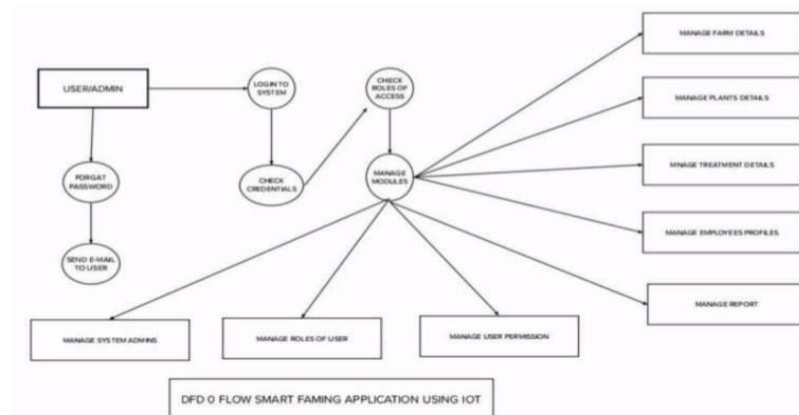 MANAGE FARM DETAILS
USER/ADMIN
LOGIN TO
SYSTEM
CHECK
ROLES OF
ACCESS
MANAGE PLANTS DETAILS
FORGAT
PASSWORD
CHECK
CREDENTIALS
MANAGE
MODULES
MNAGE TREATMENT DETAILS
MANAGE EMPLOYEES PROFILES
SEND E-MAIL
TO USER
MANAGE REPORT
MANAGE SYSTEM ADMINS
MANAGE ROLES OF USER
MANAGE USER PERMISSION
DFD 0 FLOW SMART FAMING APPLICATION USING IOT